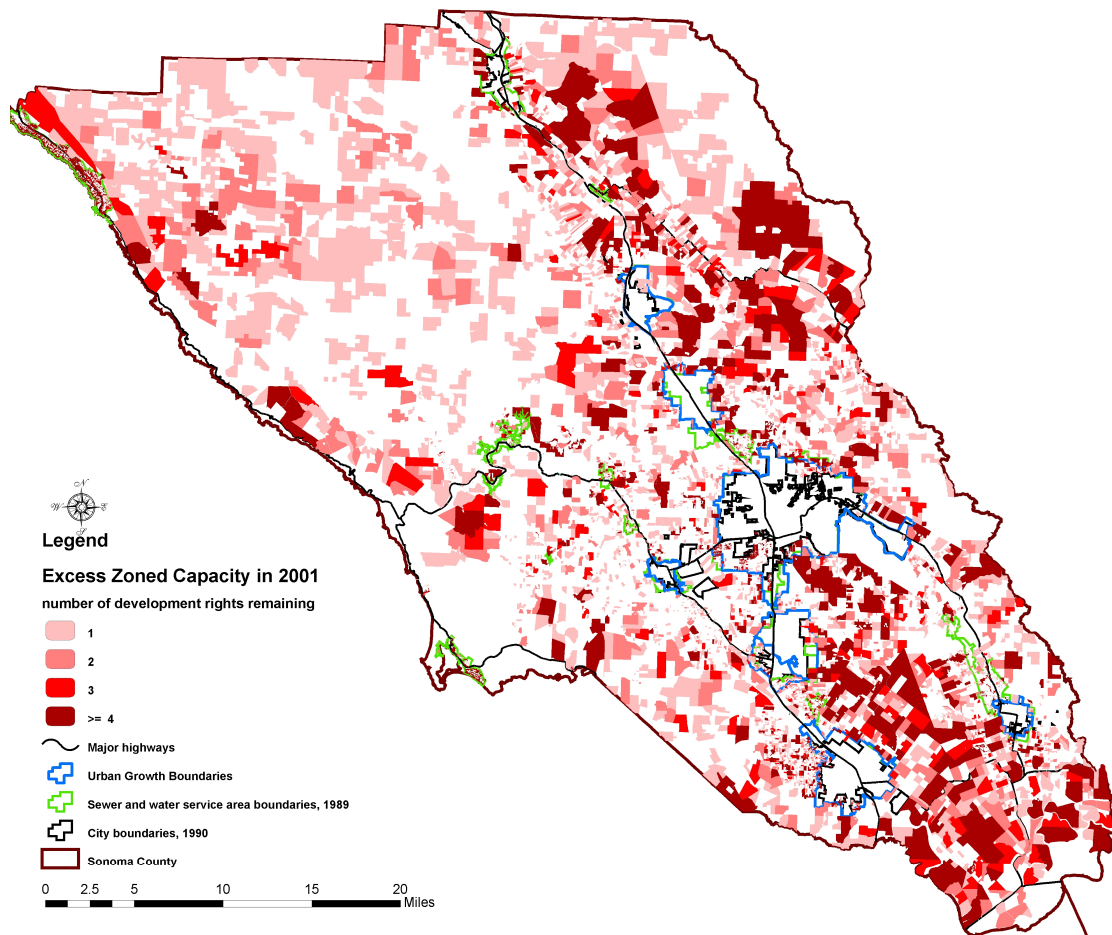 N
W E
S
Legend
Excess Zoned Capacity in 2001
number of development rights remaining
1
2
3
>= 4
Major highways
Urban Growth Boundaries
Sewer and water service area boundaries, 1989
City boundaries, 1990
Sonoma County
0 2.5 5 10 15 20
Miles